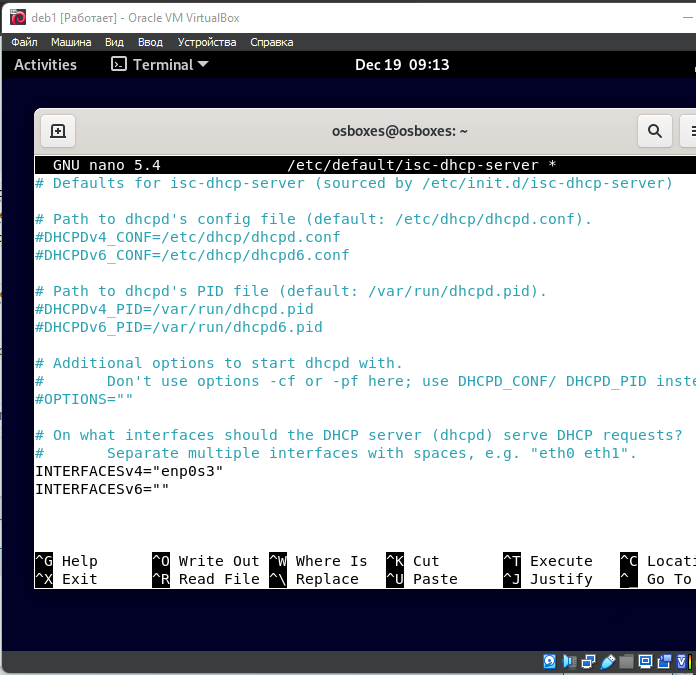 deb1 [Работает] - Oracle VM VirtualBox
Файл Машина Вид Ввод Устройства Справка
Activities Terminal Dec 19 09:13
osboxes@osboxes: ~
GNU nano 5.4 /etc/default/isc-dhcp-server *
# Defaults for isc-dhcp-server (sourced by /etc/init.d/isc-dhcp-server)
# Path to dhcpd's config file (default: /etc/dhcp/dhcpd.conf).
#DHCPDv4_CONF=/etc/dhcp/dhcpd.conf
#DHCPDv6_CONF=/etc/dhcp/dhcpd6.conf
# Path to dhcpd's PID file (default: /var/run/dhcpd.pid).
#DHCPDv4_PID=/var/run/dhcpd.pid
#DHCPDv6_PID=/var/run/dhcpd6.pid
# Additional options to start dhcpd with.
# Don't use options -cf or -pf here; use DHCPD_CONF/ DHCPD_PID inste
#OPTIONS=""
# On what interfaces should the DHCP server (dhcpd) serve DHCP requests?
# Separate multiple interfaces with spaces, e.g. "eth0 eth1".
INTERFACESv4="enp0s3"
INTERFACESv6=""
^G Help ^O Write Out ^W Where Is ^K Cut ^T Execute ^C Locati
^X Exit ^R Read File ^\ Replace ^U Paste ^J Justify ^_ Go To